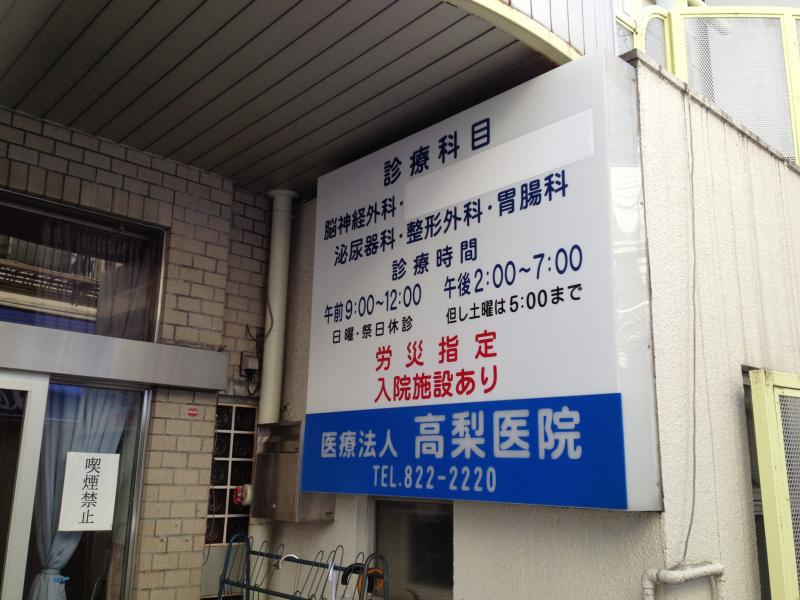 診療科目
脳神経外科・
泌尿器科・整形外科・胃腸科
診療時間
午前9:00～12:00 午後2:00～7:00
日曜・祭日休診 但し土曜は5:00まで
労災指定
入院施設あり
医療法人 高梨医院
TEL.822-2220
喫煙禁止